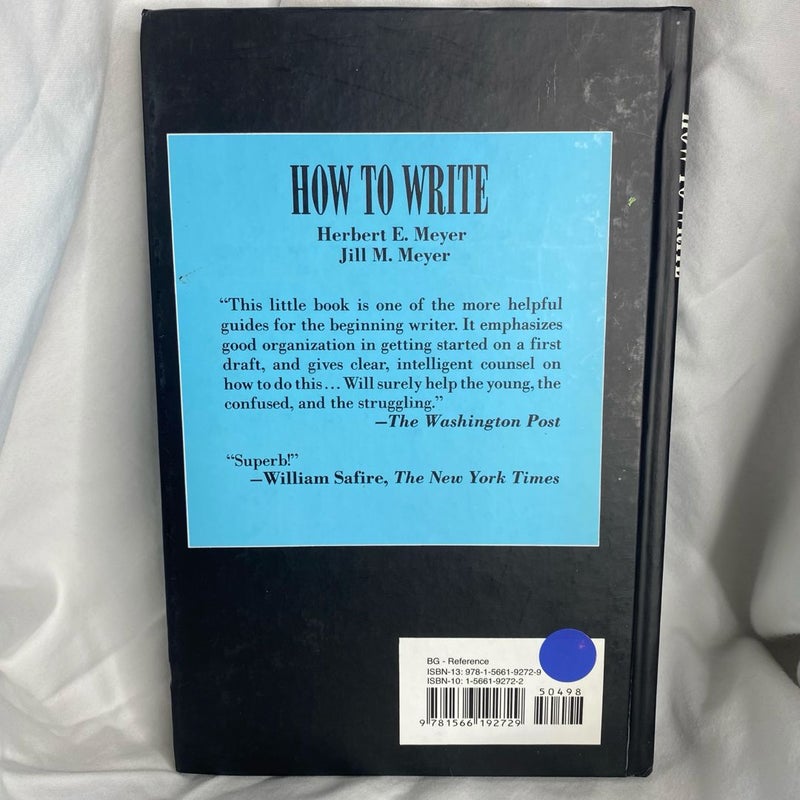 HOW TO WRITE
Herbert E. Meyer
Jill M. Meyer
“This little book is one of the more helpful
guides for the beginning writer. It emphasizes
good organization in getting started on a first
draft, and gives clear, intelligent counsel on
how to do this... Will surely help the young, the
confused, and the struggling.”
—The Washington Post
“Superb!”
—William Safire, The New York Times
BG - Reference
ISBN-13: 978-1-5661-9272-9
ISBN-10: 1-5661-9272-2
50498
9 781566 192729
HOW TO WRITE